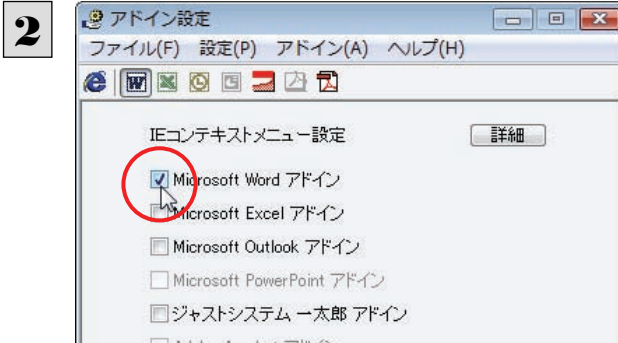 2
アドイン設定
ファイル(F) 設定(P) アドイン(A) ヘルプ(H)
IEコンテキストメニュー設定 詳細
Microsoft Word アドイン
Microsoft Excel アドイン
Microsoft Outlook アドイン
Microsoft PowerPoint アドイン
ジャストシステム 一太郎 アドイン